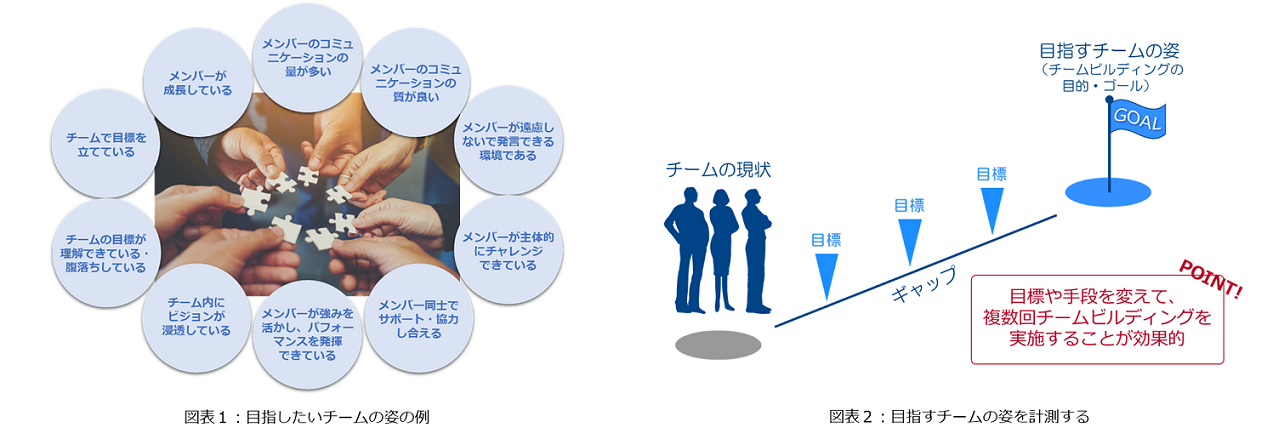 メンバーのコミュ
ニケーションの
量が多い
メンバーのコミュ
ニケーションの
質が良い
メンバーが遠慮し
ないで発言できる
環境である
メンバーが主体的
にチャレンジ
できている
メンバー同士で
サポート・協力
し合える
メンバーが強みを
活かし、パフォー
マンスを発揮
できている
チーム内に
ビジョンが
浸透している
チームの目標が
理解できている・
腹落ちしている
チームで目標を
立てている
メンバーが
成長している
図表1：目指したいチームの姿の例
目指すチームの姿
（チームビルディングの
目的・ゴール）
GOAL
チームの現状
目標
目標
目標
ギャップ
POINT!
目標や手段を変えて、
複数回チームビルディングを
実施することが効果的
図表2：目指すチームの姿を計測する